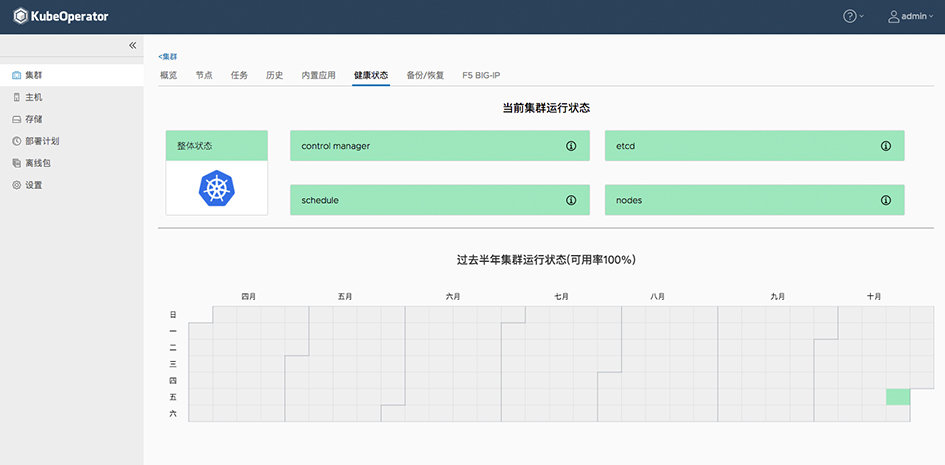 KubeOperator
admin
<集群
集群
主机
存储
部署计划
离线包
设置
概览 节点 任务 历史 内置应用 健康状态 备份/恢复 F5 BIG-IP
当前集群运行状态
整体状态
control manager
etcd
schedule
nodes
过去半年集群运行状态(可用率100%)
四月 五月 六月 七月 八月 九月 十月
日
一
二
三
四
五
六